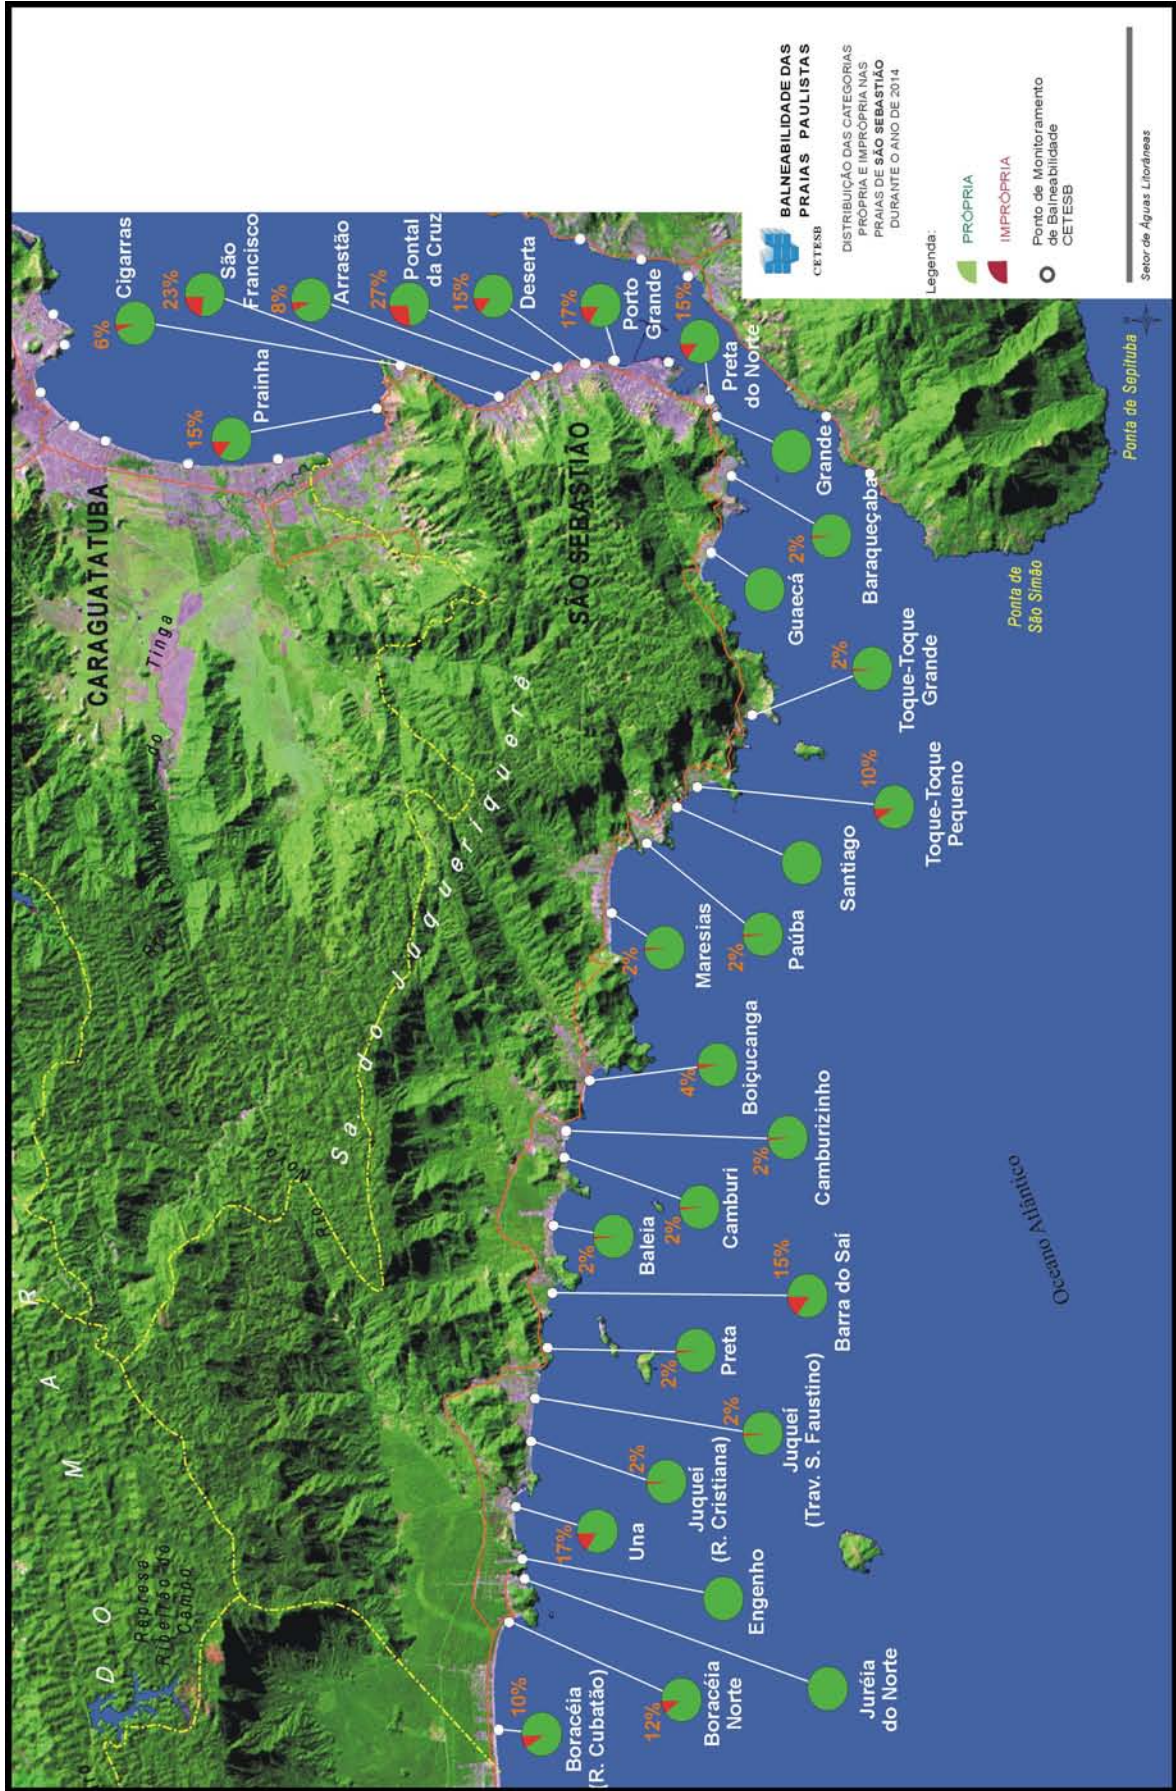 CARAGUATATUBA
SÃO SEBASTIÃO
Tinga
do
Represa
Ribeirão do
Campo
D O M A R
Sa do Juqueriquerê
Prainha
15%
Cigarras
6%
São
Francisco
23%
Arrastão
8%
Pontal
da Cruz
27%
Deserta
15%
Porto
Grande
17%
Preta
do Norte
15%
Grande
Baraqueçaba
2%
Guaecá
Toque-Toque
Grande
2%
Toque-Toque
Pequeno
10%
Santiago
Paúba
2%
Maresias
2%
Boiçucanga
4%
Camburizinho
2%
Camburi
2%
Baleia
2%
Barra do Saí
15%
Preta
2%
Juqueí
(Trav. S. Faustino)
2%
Juqueí
(R. Cristiana)
2%
Una
17%
Engenho
Juréia
do Norte
Boracéia
Norte
12%
Boracéia
(R. Cubatão)
10%
Oceano Atlântico
Ponta de
São Simão
Ponta de Sepituba
CETESB
BALNEABILIDADE DAS
PRAIAS PAULISTAS
DISTRIBUIÇÃO DAS CATEGORIAS
PRÓPRIA E IMPRÓPRIA NAS
PRAIAS DE SÃO SEBASTIÃO
DURANTE O ANO DE 2014
Legenda:
PRÓPRIA
IMPRÓPRIA
Ponto de Monitoramento
de Balneabilidade
CETESB
Setor de Águas Litorâneas